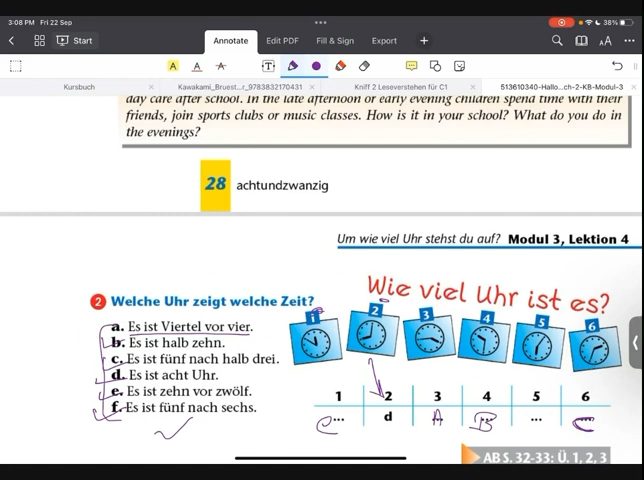 3:08 PM Fri 22 Sep
38%
Start
Annotate
Edit PDF
Fill & Sign
Export
Kursbuch
Kawakami_Bruest...r_9783832170431
Kniff 2 Leseverstehen für C1
513610340-Hallo...ch-2-KB-Modul-3
day care after school. In the late afternoon or early evening children spend time with their
friends, join sports clubs or music classes. How is it in your school? What do you do in
the evenings?
28 achtundzwanzig
Um wie viel Uhr stehst du auf? Modul 3, Lektion 4
2 Welche Uhr zeigt welche Zeit?
Wie viel Uhr ist es?
a. Es ist Viertel vor vier.
b. Es ist halb zehn.
c. Es ist fünf nach halb drei.
d. Es ist acht Uhr.
e. Es ist zehn vor zwölf.
f. Es ist fünf nach sechs.
1 2 3 4 5 6
1 2 3 4 5 6
e... d A B ... C
AB S. 32-33: Ü. 1, 2, 3